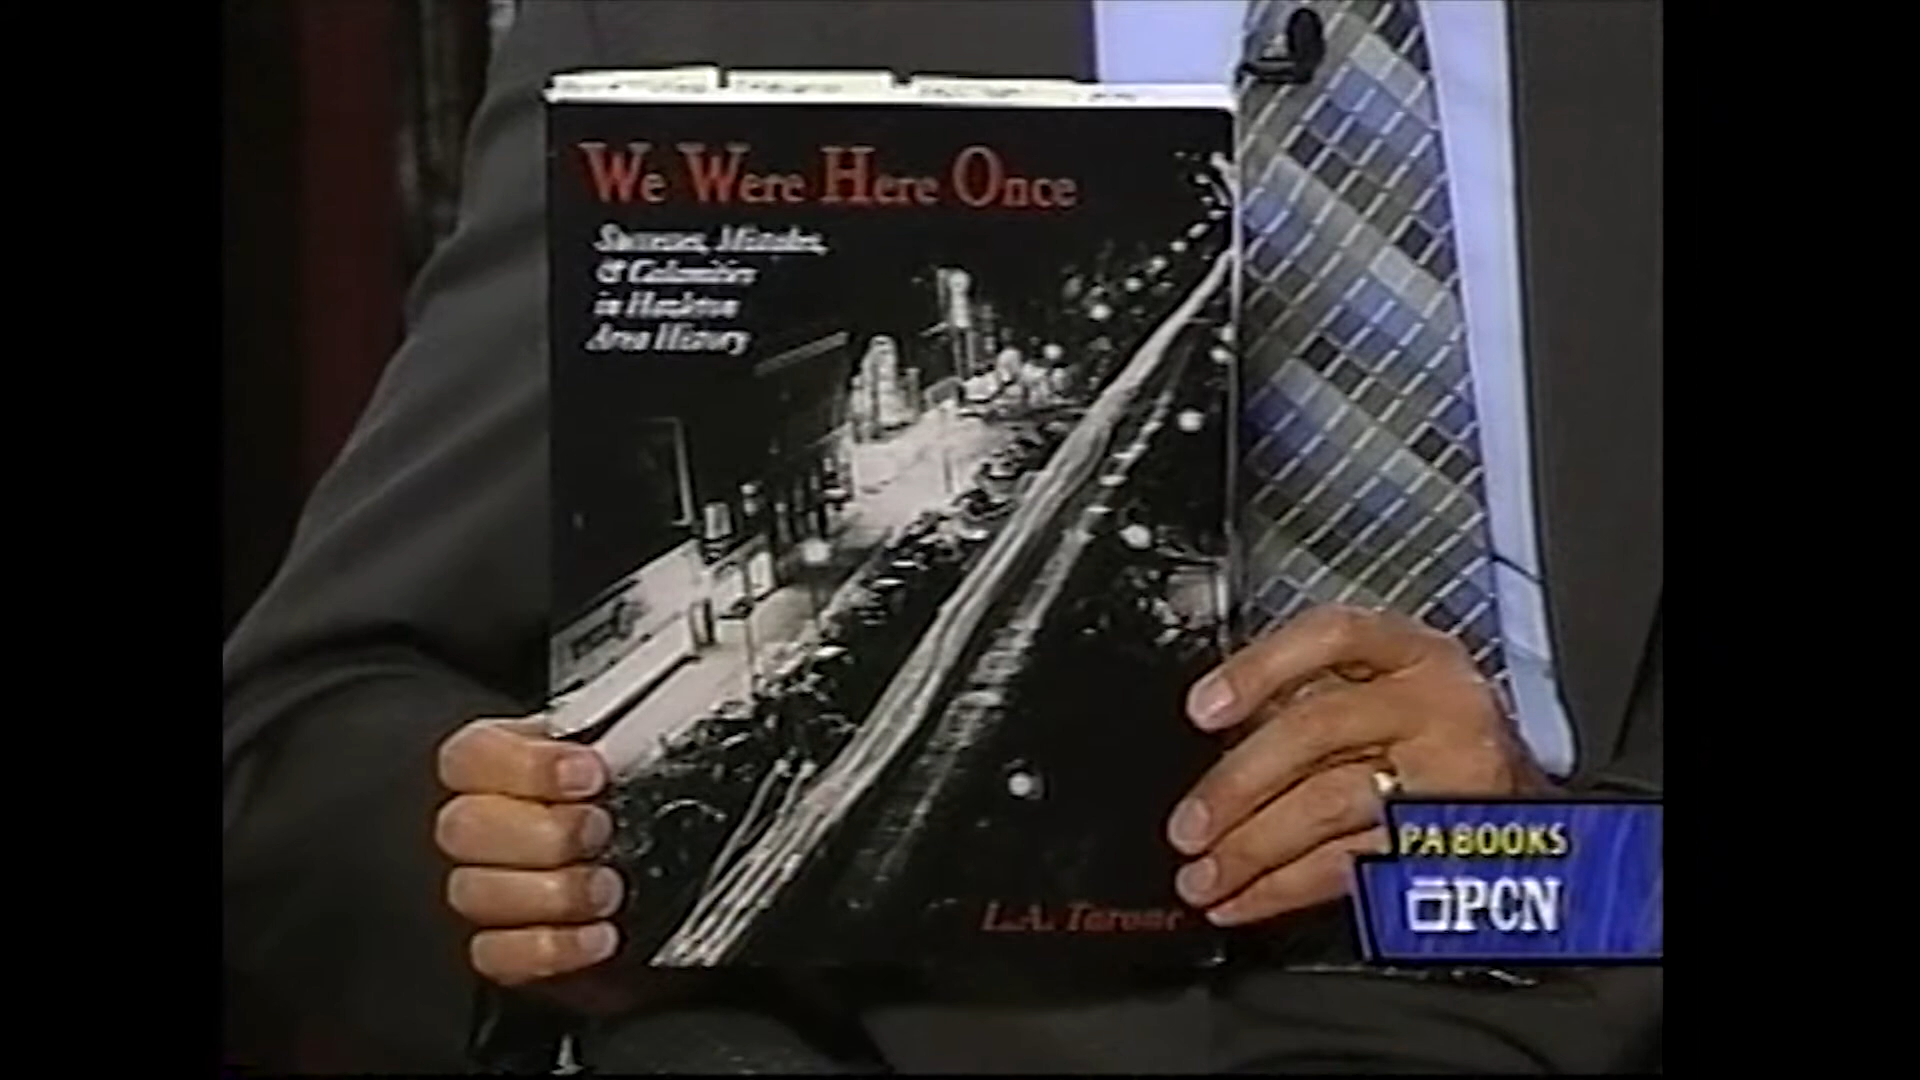 We Were Here Once
Successes, Mistakes,
& Calamities
in Hazleton
Area History
L.A. Tarone
PA BOOKS
PCN